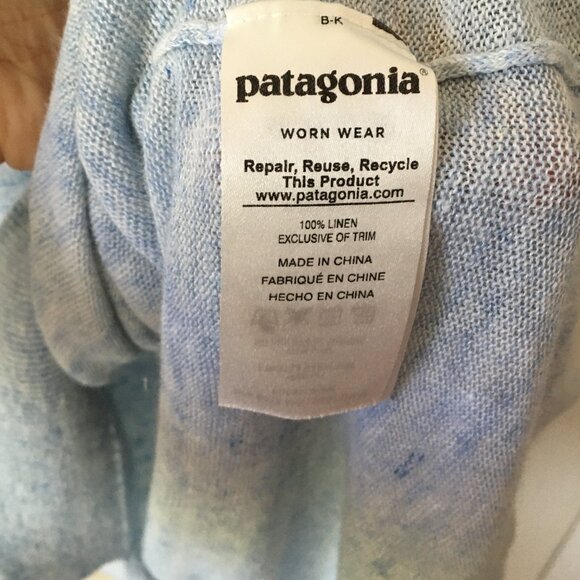 B-K
patagonia®
WORN WEAR
Repair, Reuse, Recycle
This Product
www.patagonia.com
100% LINEN
EXCLUSIVE OF TRIM
MADE IN CHINA
FABRIQUÉ EN CHINE
HECHO EN CHINA